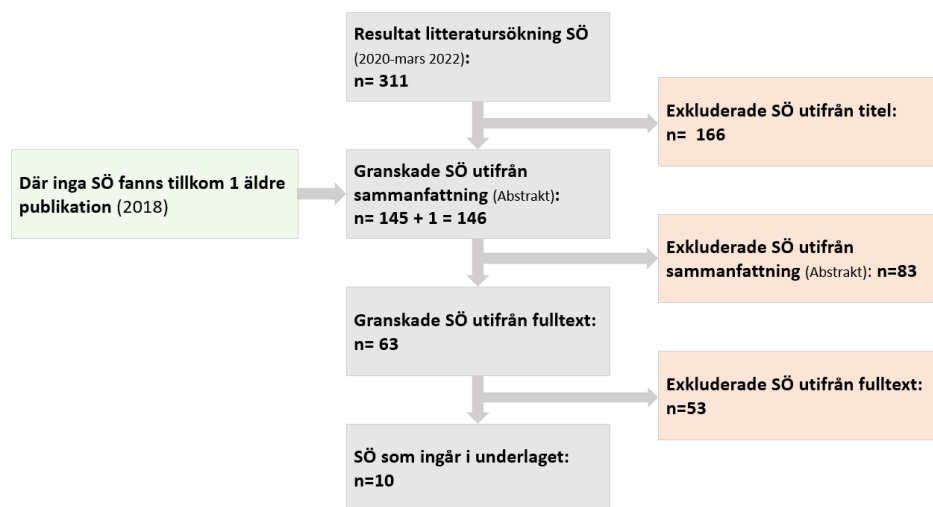 Resultat litteratursökning SÖ
(2020-mars 2022):
n= 311
Exkluderade SÖ utifrån titel:
n=  166
Där inga SÖ fanns tillkom 1 äldre
publikation (2018)
Granskade SÖ utifrån
sammanfattning (Abstrakt):
n= 145 + 1 = 146
Exkluderade SÖ utifrån
sammanfattning (Abstrakt): n=83
Granskade SÖ utifrån fulltext:
n= 63
Exkluderade SÖ utifrån fulltext:
n=53
SÖ som ingår i underlaget:
n=10